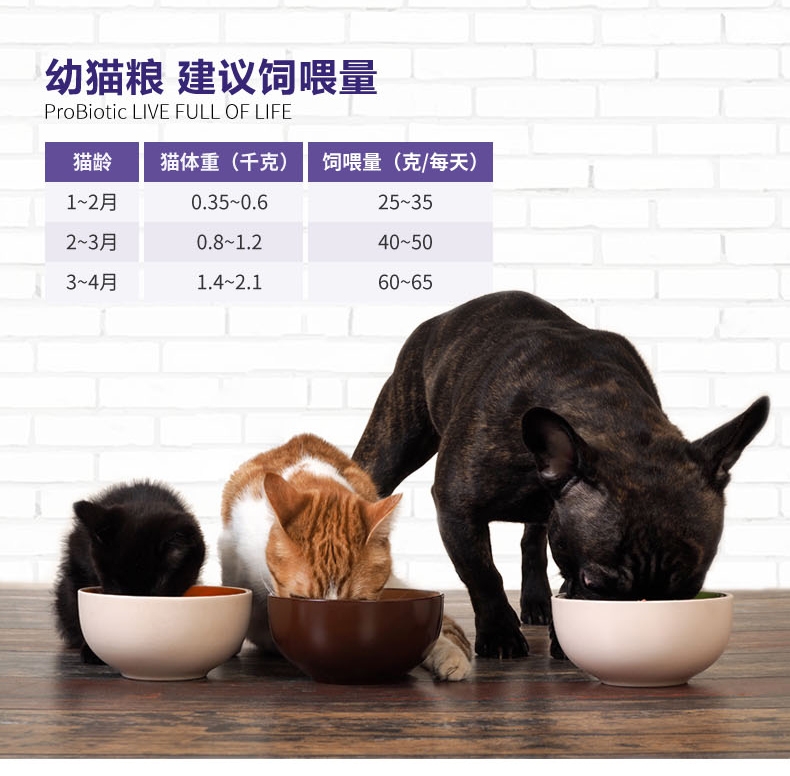 幼猫粮 建议饲喂量
ProBiotic LIVE FULL OF LIFE
猫龄 猫体重（千克） 饲喂量（克/每天）
1~2月 0.35~0.6 25~35
2~3月 0.8~1.2 40~50
3~4月 1.4~2.1 60~65